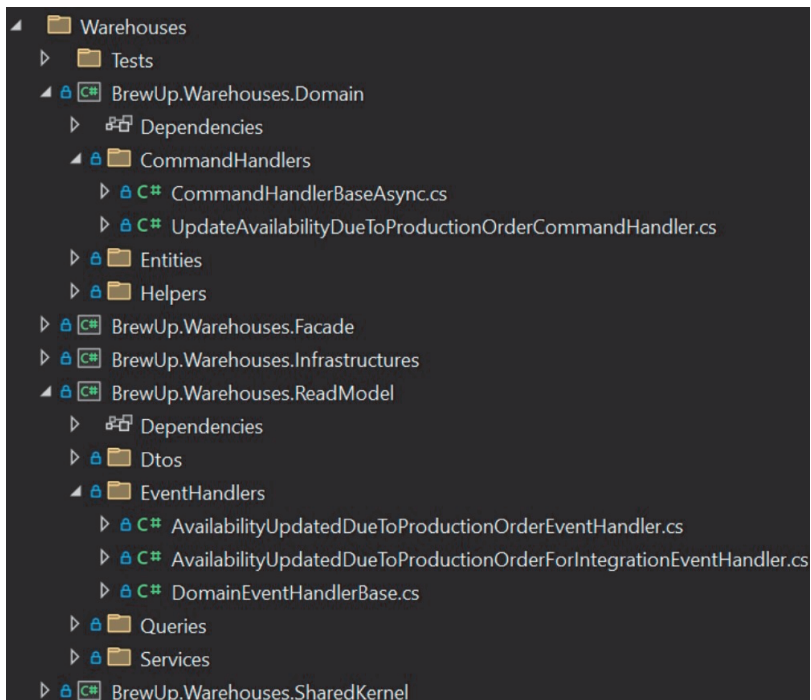 Warehouses
Tests
C# BrewUp.Warehouses.Domain
Dependencies
CommandHandlers
C# CommandHandlerBaseAsync.cs
C# UpdateAvailabilityDueToProductionOrderCommandHandler.cs
Entities
Helpers
C# BrewUp.Warehouses.Facade
C# BrewUp.Warehouses.Infrastructures
C# BrewUp.Warehouses.ReadModel
Dependencies
Dtos
EventHandlers
C# AvailabilityUpdatedDueToProductionOrderEventHandler.cs
C# AvailabilityUpdatedDueToProductionOrderForIntegrationEventHandler.cs
C# DomainEventHandlerBase.cs
Queries
Services
C# BrewUp.Warehouses.SharedKernel